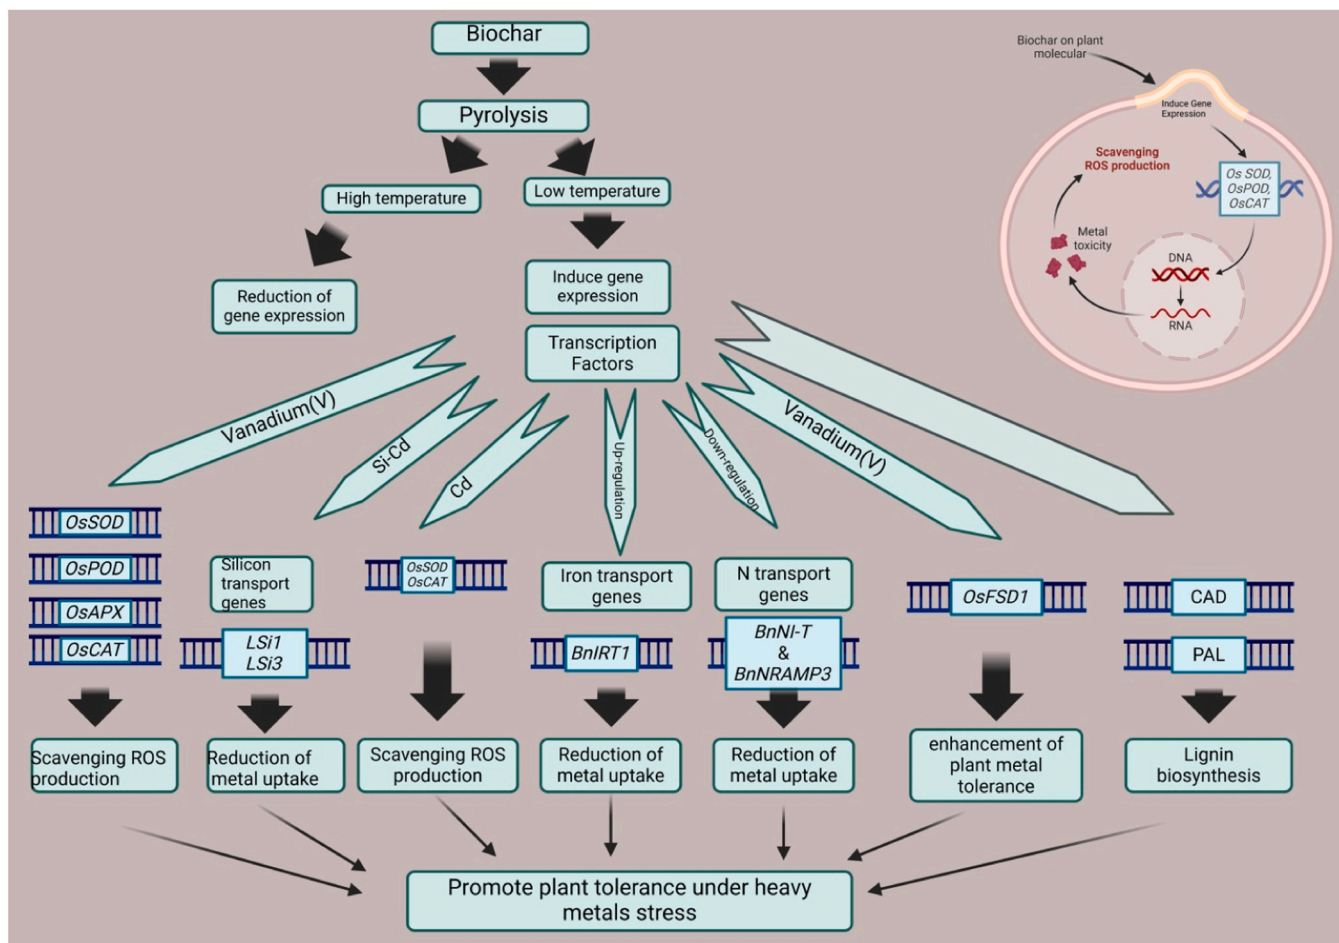 Biochar
Pyrolysis
High temperature
Low temperature
Reduction of
gene expression
Induce gene
expression
Transcription
Factors
Biochar on plant
molecular
Induce Gene
Expression
Scavenging
ROS production
Os SOD,
OsPOD,
OsCAT
Metal
toxicity
DNA
RNA
Vanadium(V)
Si-Cd
Cd
Up-regulation
Down-regulation
Vanadium(V)
OsSOD
OsPOD
OsAPX
OsCAT
Silicon
transport
genes
LSi1
LSi3
OsSOD
OsCAT
Iron transport
genes
BnIRT1
N transport
genes
BnNI-T
&
BnNRAMP3
OsFSD1
CAD
PAL
Scavenging ROS
production
Reduction of
metal uptake
Scavenging ROS
production
Reduction of
metal uptake
Reduction of
metal uptake
enhancement of
plant metal
tolerance
Lignin
biosynthesis
Promote plant tolerance under heavy
metals stress